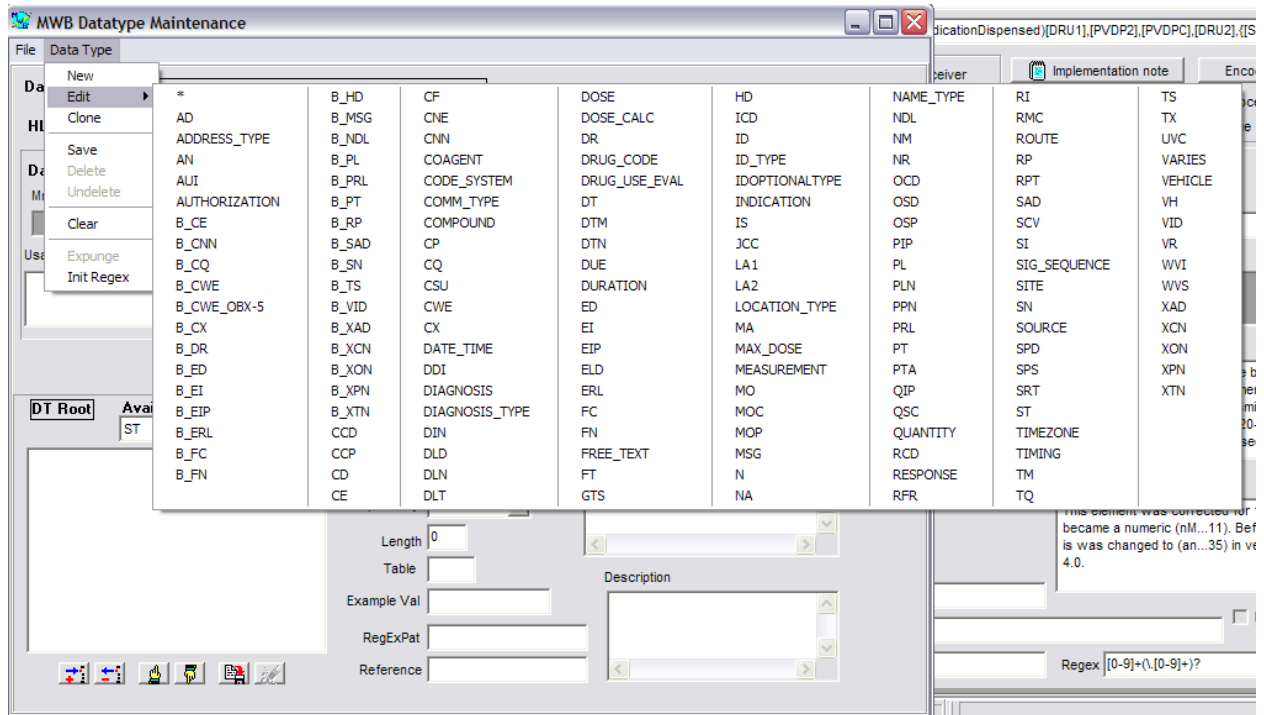 MWB Datatype Maintenance
File Data Type
New
Edit
Clone
Save
Delete
Undelete
Clear
Expunge
Init Regex
*
AD
ADDRESS_TYPE
AN
AUI
AUTHORIZATION
B_CE
B_CNN
B_CQ
B_CWE
B_CWE_OBX-5
B_CX
B_DR
B_ED
B_EI
B_EIP
B_ERL
B_FC
B_FN
B_HD
B_MSG
B_NDL
B_PL
B_PRL
B_PT
B_RP
B_SAD
B_SN
B_TS
B_VID
B_XAD
B_XCN
B_XON
B_XPN
B_XTN
CCD
CCP
CD
CE
CF
CNE
CNN
COAGENT
CODE_SYSTEM
COMM_TYPE
COMPOUND
CP
CQ
CSU
CWE
CX
DATE_TIME
DDI
DIAGNOSIS
DIAGNOSIS_TYPE
DIN
DLD
DLN
DLT
DOSE
DOSE_CALC
DR
DRUG_CODE
DRUG_USE_EVAL
DT
DTM
DTN
DUE
DURATION
ED
EI
EIP
ELD
ERL
FC
FN
FREE_TEXT
FT
GTS
HD
ICD
ID
ID_TYPE
IDOPTIONALTYPE
INDICATION
IS
JCC
LA1
LA2
LOCATION_TYPE
MA
MAX_DOSE
MEASUREMENT
MO
MOC
MOP
MSG
N
NA
NAME_TYPE
NDL
NM
NR
OCD
OSD
OSP
PIP
PL
PLN
PPN
PRL
PT
PTA
QIP
QSC
QUANTITY
RCD
RESPONSE
RFR
RI
RMC
ROUTE
RP
RPT
SAD
SCV
SI
SIG_SEQUENCE
SITE
SN
SOURCE
SPD
SPS
SRT
ST
TIMEZONE
TIMING
TM
TQ
TS
TX
UVC
VARIES
VEHICLE
VH
VID
VR
WVI
WVS
XAD
XCN
XON
XPN
XTN
DT Root
ST
Length 0
Table
Example Val
RegExPat
Reference
Description
dicationDispensed)[DRU1],[PVDP2],[PVDPC],[DRU2],{[S
ceiver
Implementation note
Enco
This element was corrected for
became a numeric (nM...11). Bef
is was changed to (an...35) in ve
4.0.
Regex [0-9]+(\.[0-9]+)?